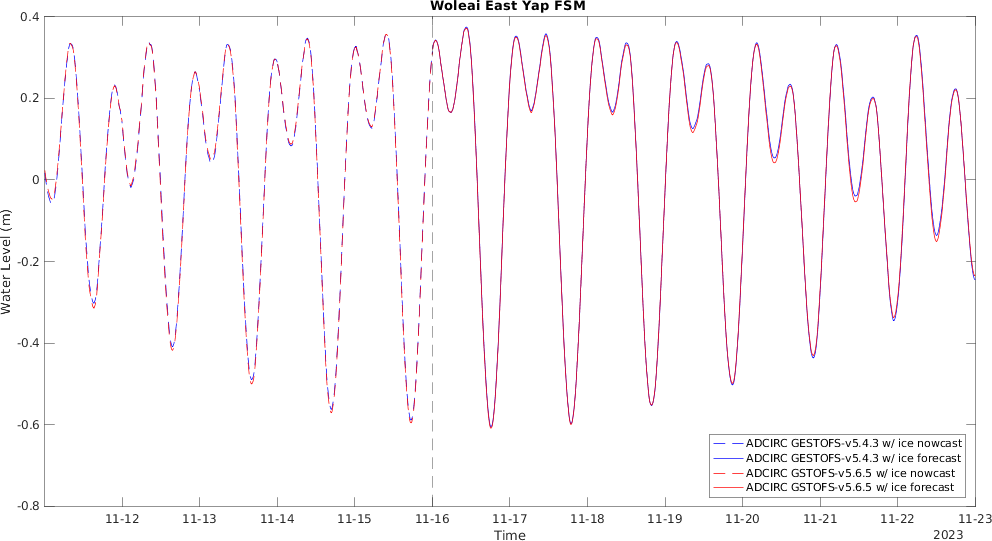 Woleai East Yap FSM
0.4
0.2
0
-0.2
-0.4
-0.6
-0.8
Water Level (m)
11-12
11-13
11-14
11-15
11-16
11-17
11-18
11-19
11-20
11-21
11-22
11-23
2023
Time
ADCIRC GESTOFS-v5.4.3 w/ ice nowcast
ADCIRC GESTOFS-v5.4.3 w/ ice forecast
ADCIRC GSTOFS-v5.6.5 w/ ice nowcast
ADCIRC GSTOFS-v5.6.5 w/ ice forecast